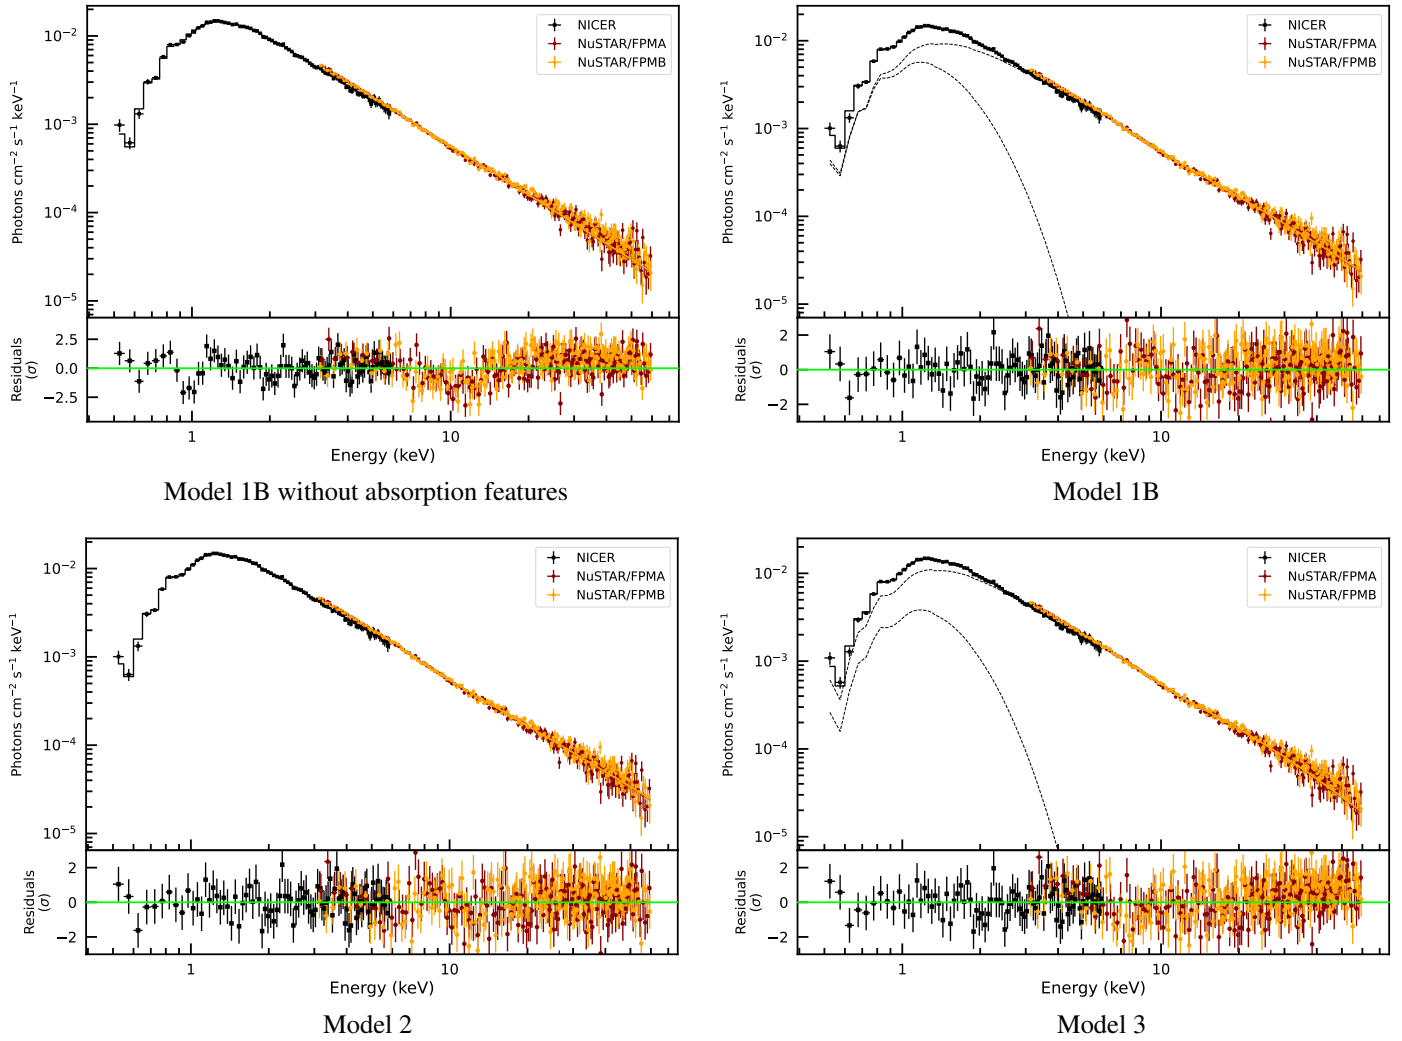 NICER
NuSTAR/FPMA
NuSTAR/FPMB
Photons cm⁻² s⁻¹ keV⁻¹
10⁻²
10⁻³
10⁻⁴
10⁻⁵
Residuals
(σ)
2.5
0.0
−2.5
1
10
Energy (keV)
Model 1B without absorption features
NICER
NuSTAR/FPMA
NuSTAR/FPMB
Photons cm⁻² s⁻¹ keV⁻¹
10⁻²
10⁻³
10⁻⁴
10⁻⁵
Residuals
(σ)
2
0
−2
1
10
Energy (keV)
Model 1B
NICER
NuSTAR/FPMA
NuSTAR/FPMB
Photons cm⁻² s⁻¹ keV⁻¹
10⁻²
10⁻³
10⁻⁴
10⁻⁵
Residuals
(σ)
2
0
−2
1
10
Energy (keV)
Model 2
NICER
NuSTAR/FPMA
NuSTAR/FPMB
Photons cm⁻² s⁻¹ keV⁻¹
10⁻²
10⁻³
10⁻⁴
10⁻⁵
Residuals
(σ)
2
0
−2
1
10
Energy (keV)
Model 3